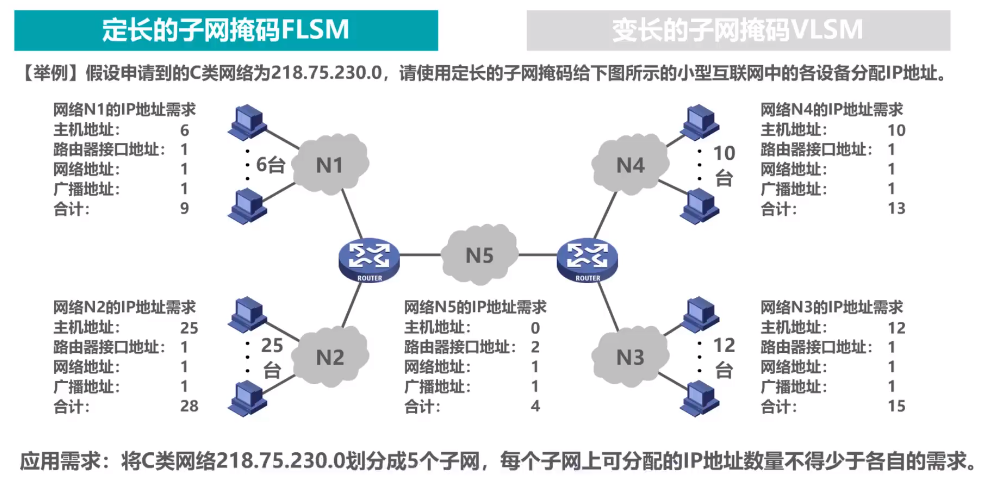 定长的子网掩码FLSM
变长的子网掩码VLSM
【举例】假设申请到的C类网络为218.75.230.0，请使用定长的子网掩码给下图所示的小型互联网中的各设备分配IP地址。
网络N1的IP地址需求
主机地址： 6
路由器接口地址： 1
网络地址： 1
广播地址： 1
合计： 9
6台
N1
N4
10
台
网络N4的IP地址需求
主机地址： 10
路由器接口地址： 1
网络地址： 1
广播地址： 1
合计： 13
ROUTER
N5
ROUTER
网络N2的IP地址需求
主机地址： 25
路由器接口地址： 1
网络地址： 1
广播地址： 1
合计： 28
25
台
N2
网络N5的IP地址需求
主机地址： 0
路由器接口地址： 2
网络地址： 1
广播地址： 1
合计： 4
N3
12
台
网络N3的IP地址需求
主机地址： 12
路由器接口地址： 1
网络地址： 1
广播地址： 1
合计： 15
应用需求：将C类网络218.75.230.0划分成5个子网，每个子网上可分配的IP地址数量不得少于各自的需求。